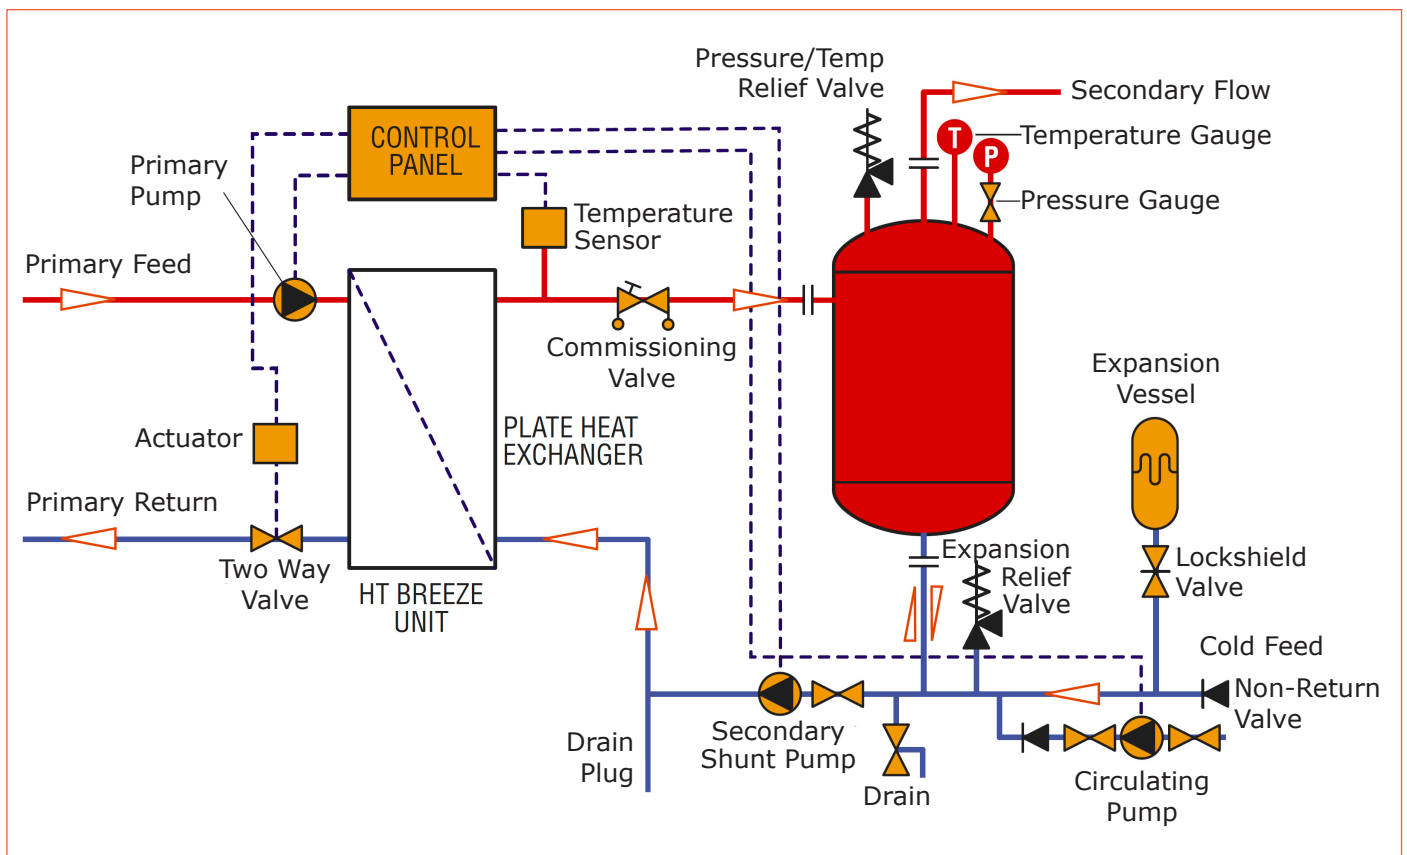 Pressure/Temp
Relief Valve
Secondary Flow
T
Temperature Gauge
P
Pressure Gauge
CONTROL
PANEL
Primary
Pump
Temperature
Sensor
Primary Feed
Commissioning
Valve
Expansion
Vessel
Actuator
PLATE HEAT
EXCHANGER
Primary Return
Two Way
Valve
HT BREEZE
UNIT
Expansion
Relief
Valve
Lockshield
Valve
Cold Feed
Non-Return
Valve
Secondary
Shunt Pump
Drain
Plug
Drain
Circulating
Pump